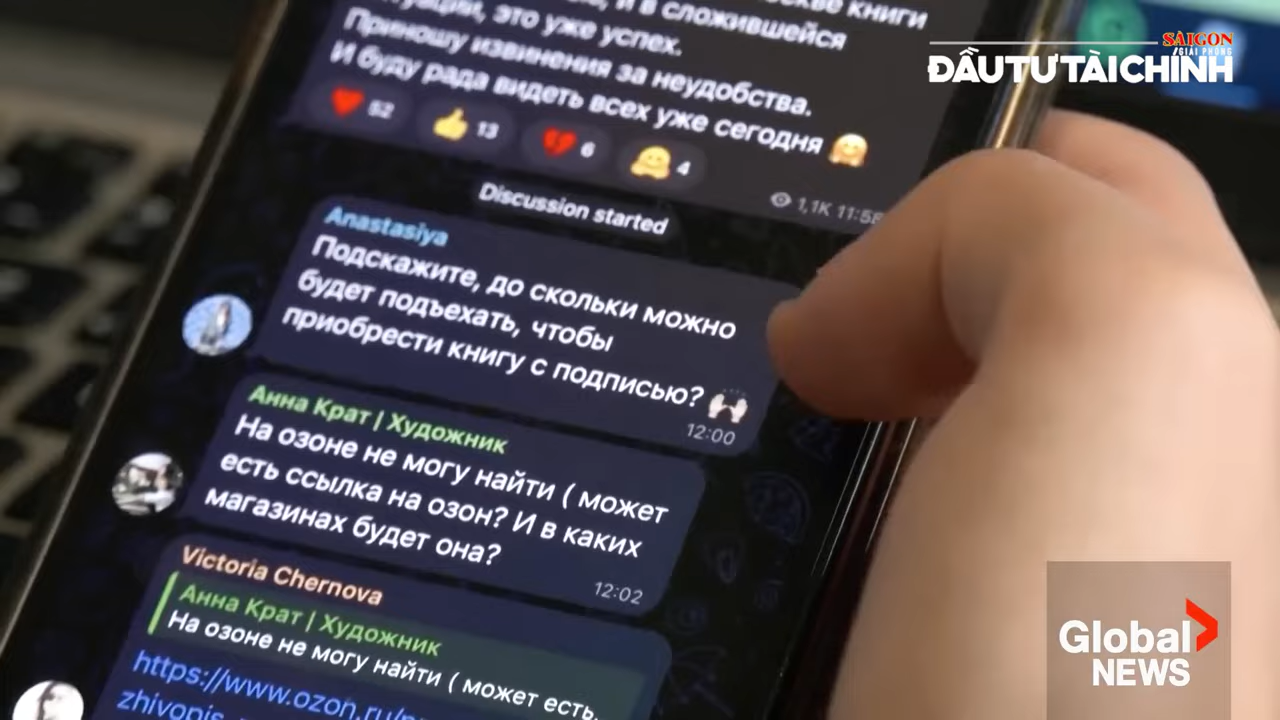 книги
и в сложившейся
это уже успех.
Приношу извинения за неудобства.
И буду рада видеть всех уже сегодня 🤗
❤️ 52 👍 13 💔 6 🤗 4
1,1K 11:58
Discussion started
Anastasiya
Подскажите, до скольки можно
будет подъехать, чтобы
приобрести книгу с подписью? 🙌🏻
12:00
Анна Крат | Художник
На озоне не могу найти ( может
есть ссылка на озон? И в каких
магазинах будет она?
12:02
Victoria Chernova
Анна Крат | Художник
На озоне не могу найти ( может есть
https://www.ozon.ru/
zhivopis
SAIGON
GIẢI PHÓNG
ĐẦU TƯ TÀI CHÍNH
Global
NEWS